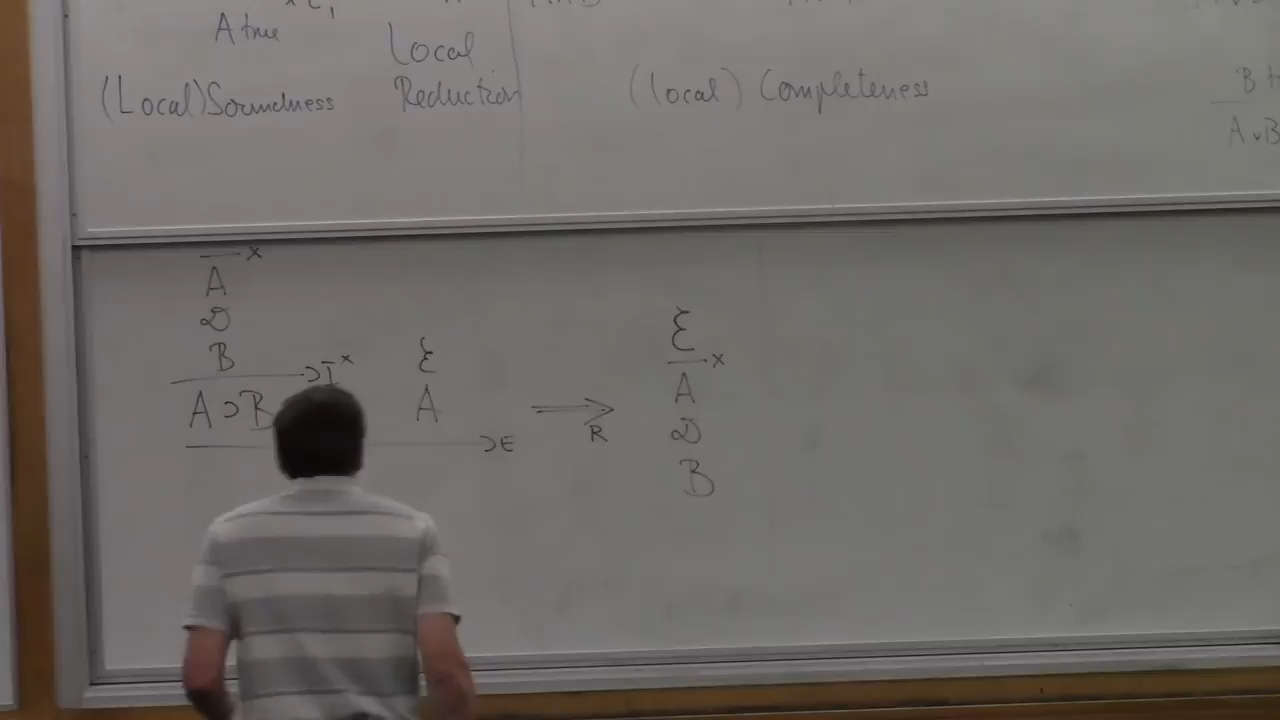 A true
Local
(Local) Soundness Reduction (local) Completeness
B
A ∨ B
x
A
𝒟
B
⊃I x
A ⊃ B
ℰ
A
⊃E
⟹
R
ℰ
x
A
𝒟
B